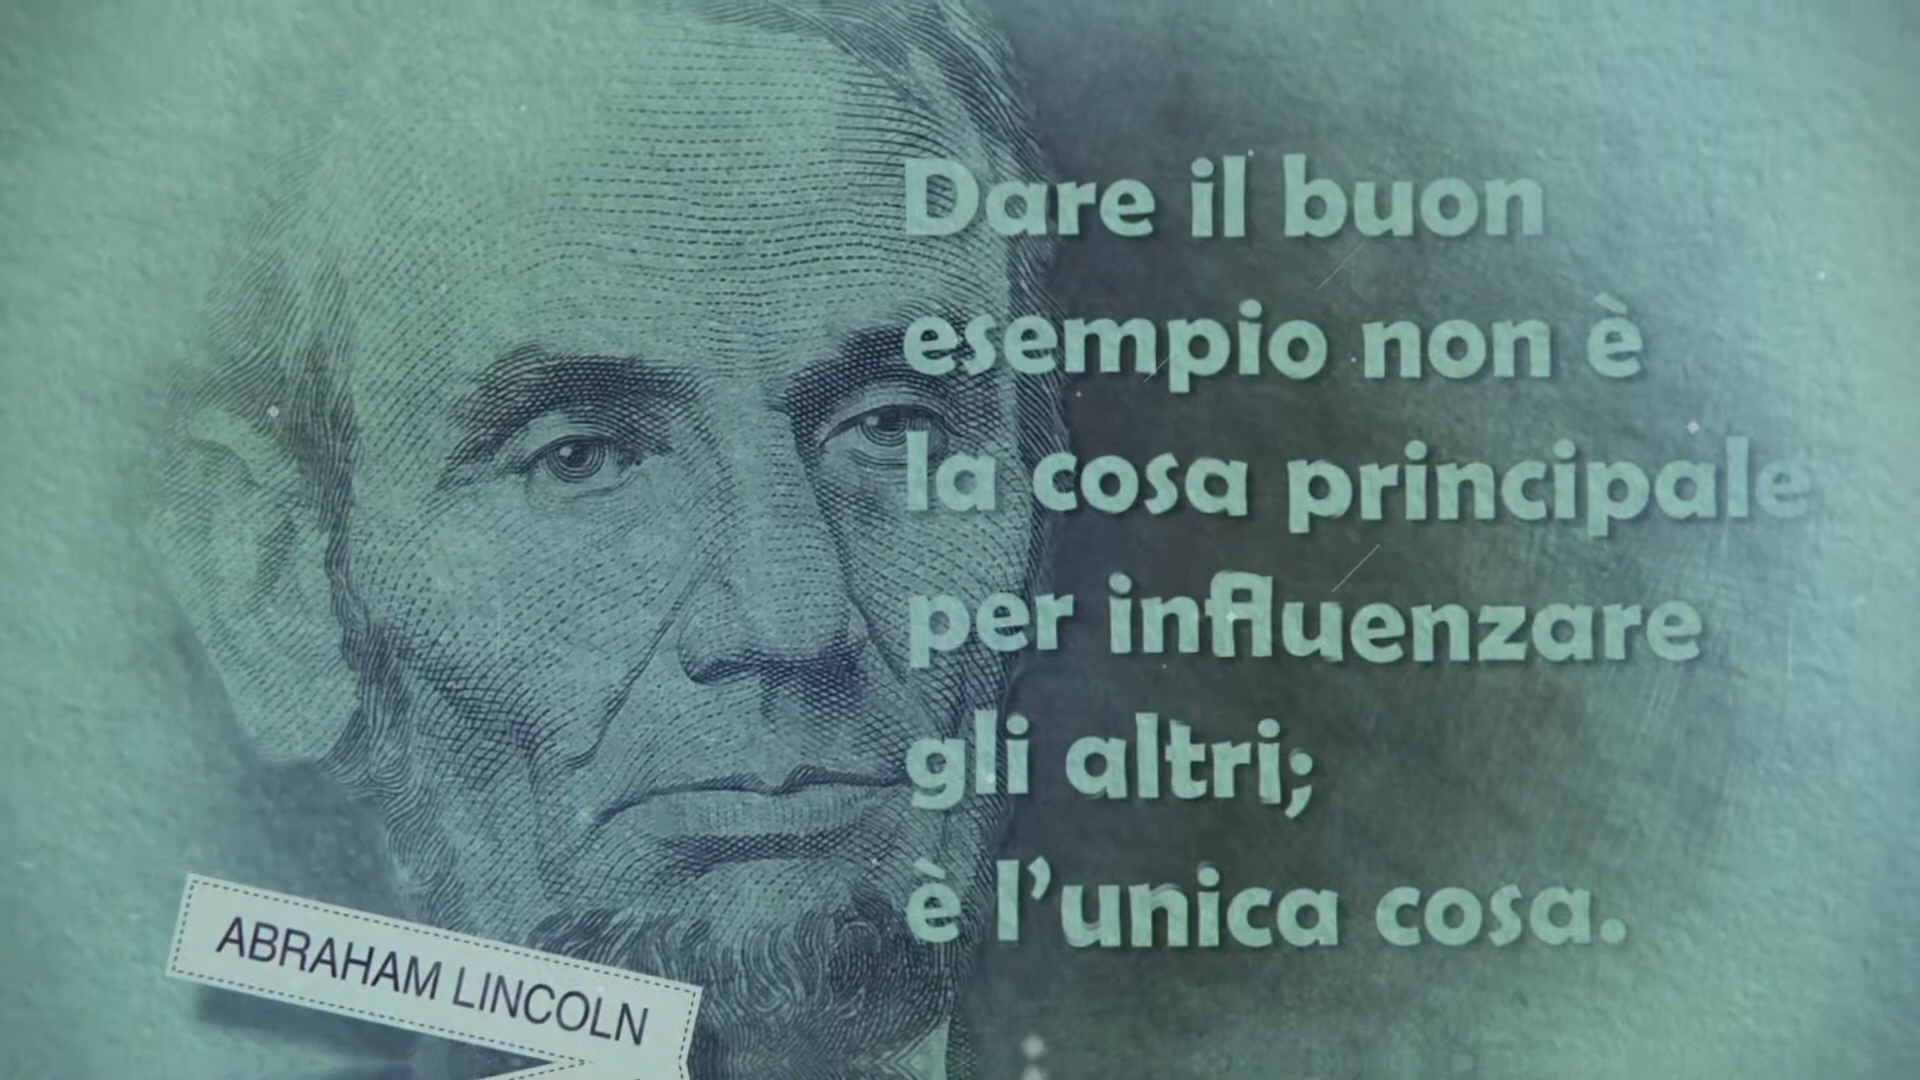 Dare il buon
esempio non è
la cosa principale
per influenzare
gli altri;
è l’unica cosa.
ABRAHAM LINCOLN